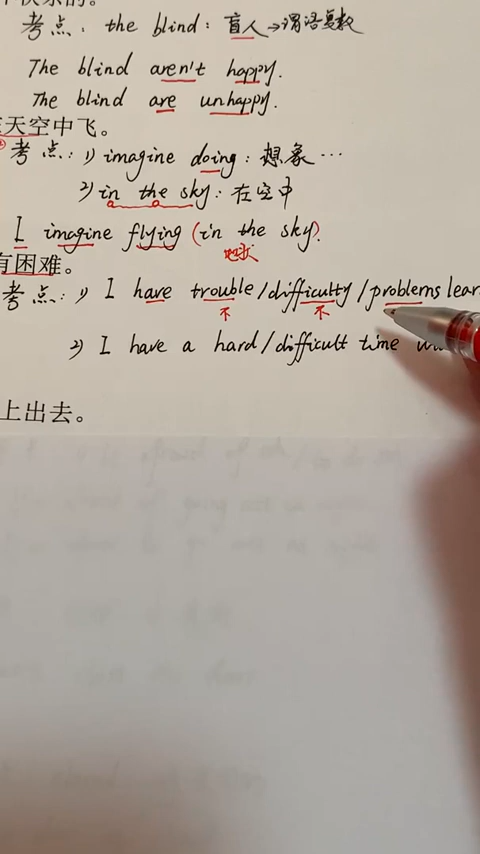 考点: the blind: 盲人→谓语复数
The blind aren't happy.
The blind are unhappy.
天空中飞。
考点: 1) imagine doing: 想象…
2) in the sky: 在空中
I imagine flying (in the sky).
地状
有困难。
考点: 1) I have trouble/difficulty/problems lear
不 不
2) I have a hard/difficult time
上出去。